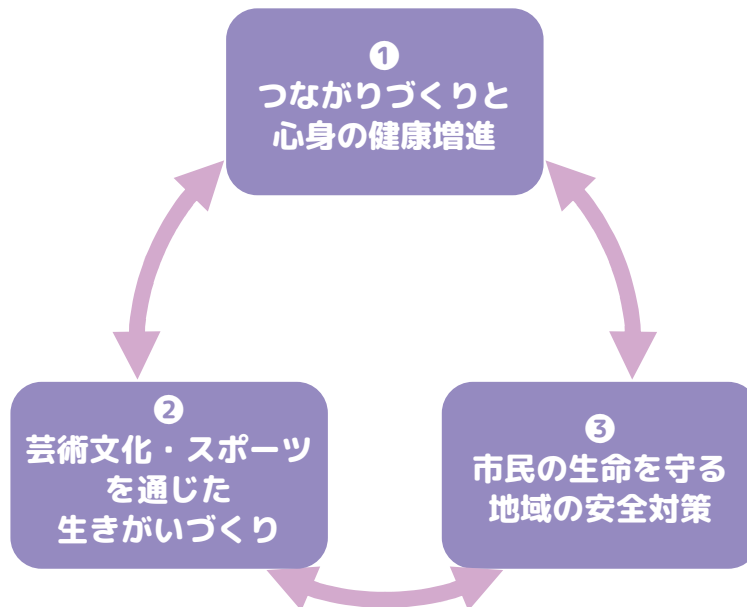 ❶
つながりづくりと
心身の健康増進
❷
芸術文化・スポーツ
を通じた
生きがいづくり
❸
市民の生命を守る
地域の安全対策